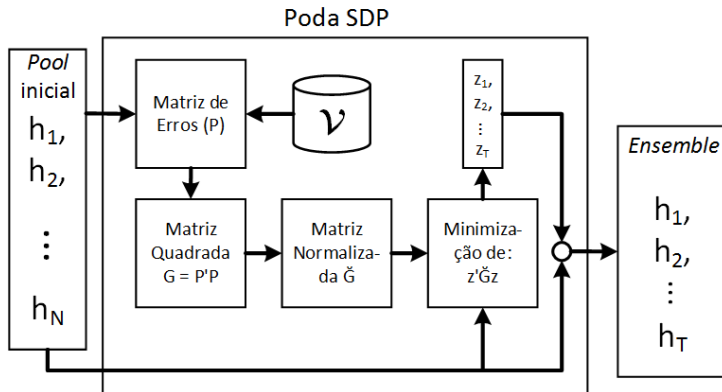 Poda SDP
Pool
inicial
h1,
h2,
⋮
hN
Matriz de
Erros (P)
𝒱
z1,
z2,
⋮
zT
Matriz
Quadrada
G = P'P
Matriz
Normaliza-
da Ğ
Minimiza-
ção de:
z'Ğz
Ensemble
h1,
h2,
⋮
hT